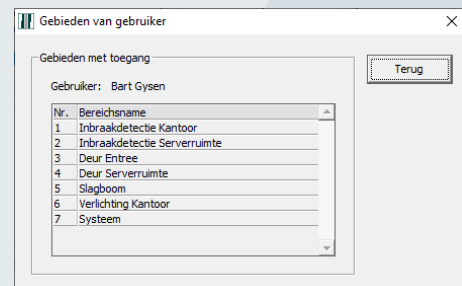 Gebieden van gebruiker
Gebieden met toegang
Terug
Gebruiker: Bart Gysen
Nr. Bereichsname
1 Inbraakdetectie Kantoor
2 Inbraakdetectie Serverruimte
3 Deur Entree
4 Deur Serverruimte
5 Slagboom
6 Verlichting Kantoor
7 Systeem